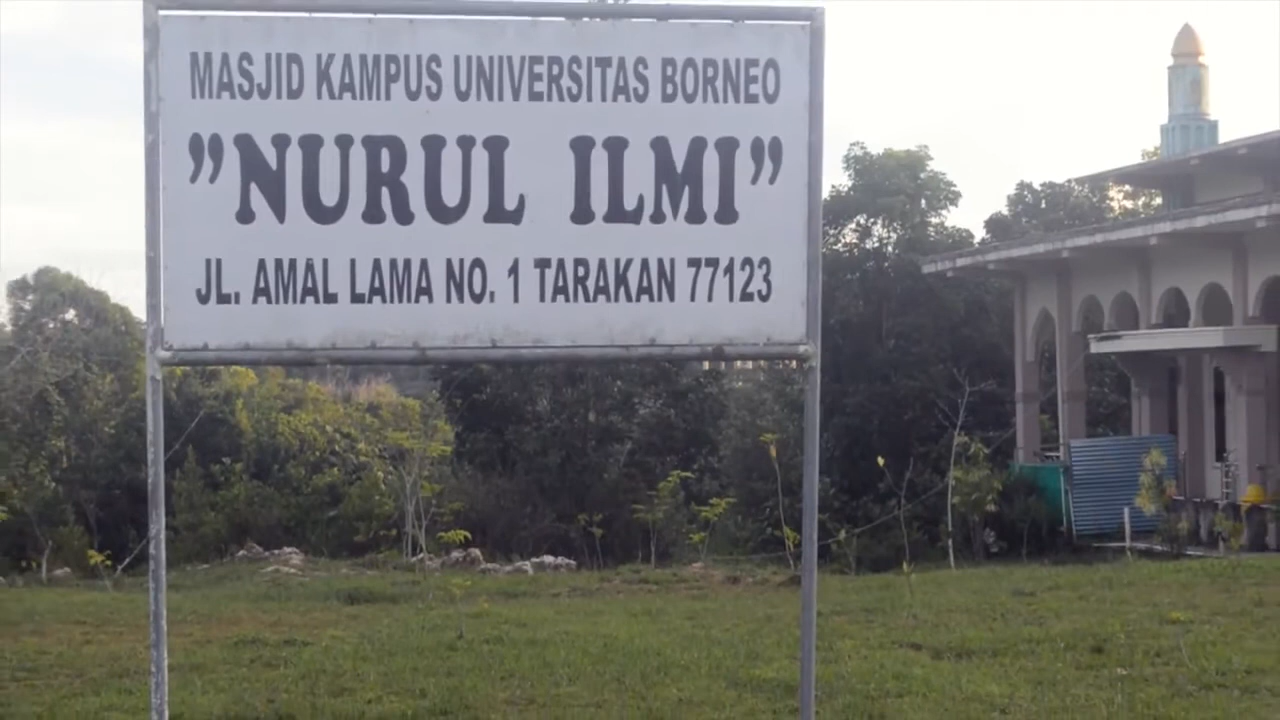 MASJID KAMPUS UNIVERSITAS BORNEO
"NURUL ILMI"
JL. AMAL LAMA NO. 1 TARAKAN 77123